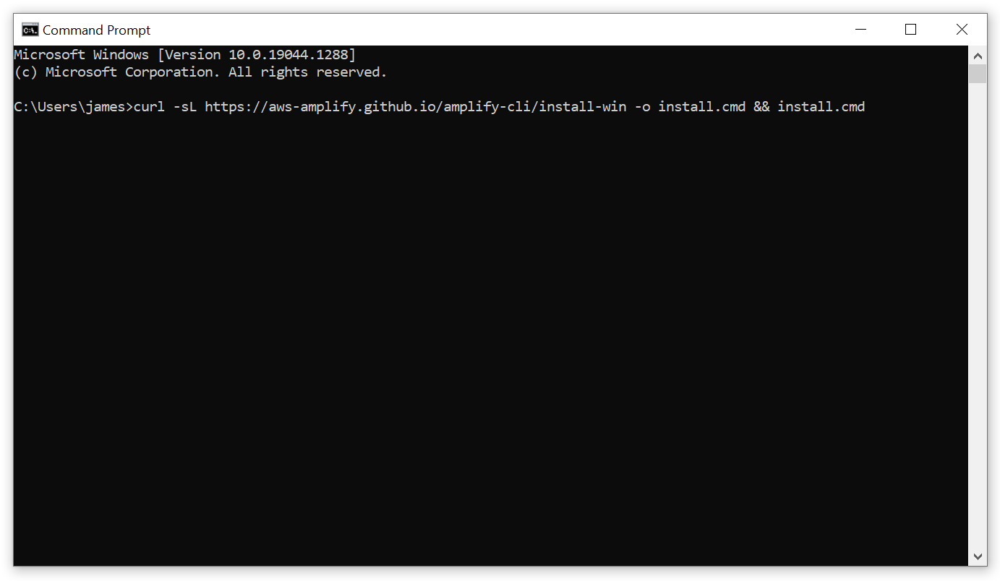 Command Prompt
Microsoft Windows [Version 10.0.19044.1288]
(c) Microsoft Corporation. All rights reserved.
C:\Users\james>curl -sL https://aws-amplify.github.io/amplify-cli/install-win -o install.cmd && install.cmd